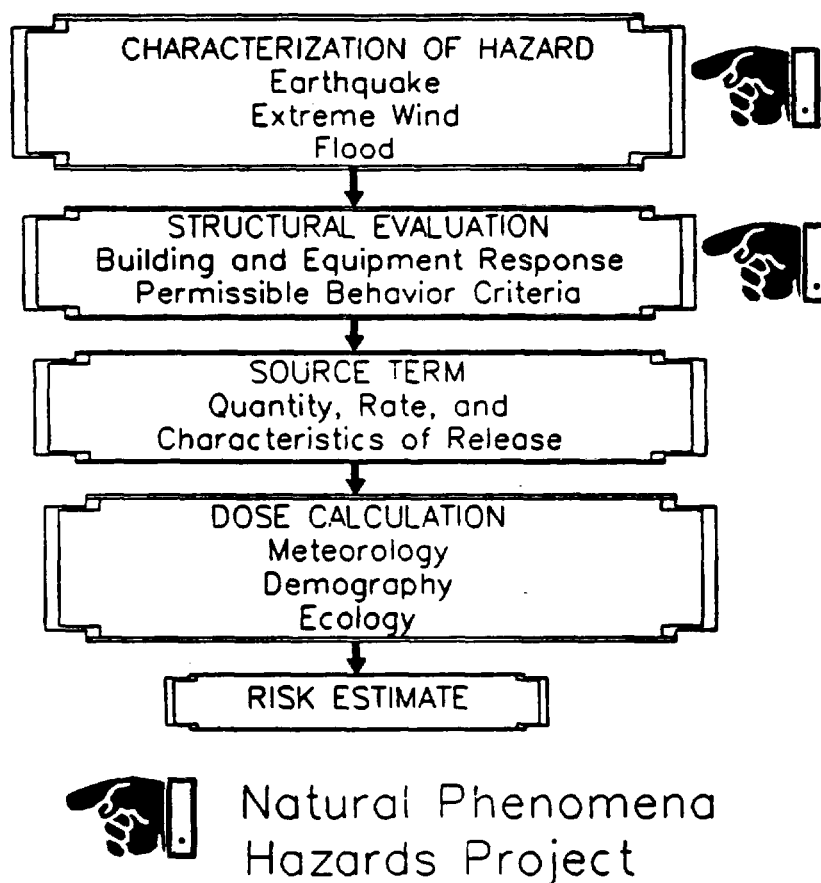 CHARACTERIZATION OF HAZARD
Earthquake
Extreme Wind
Flood
STRUCTURAL EVALUATION
Building and Equipment Response
Permissible Behavior Criteria
SOURCE TERM
Quantity, Rate, and
Characteristics of Release
DOSE CALCULATION
Meteorology
Demography
Ecology
RISK ESTIMATE
Natural Phenomena
Hazards Project